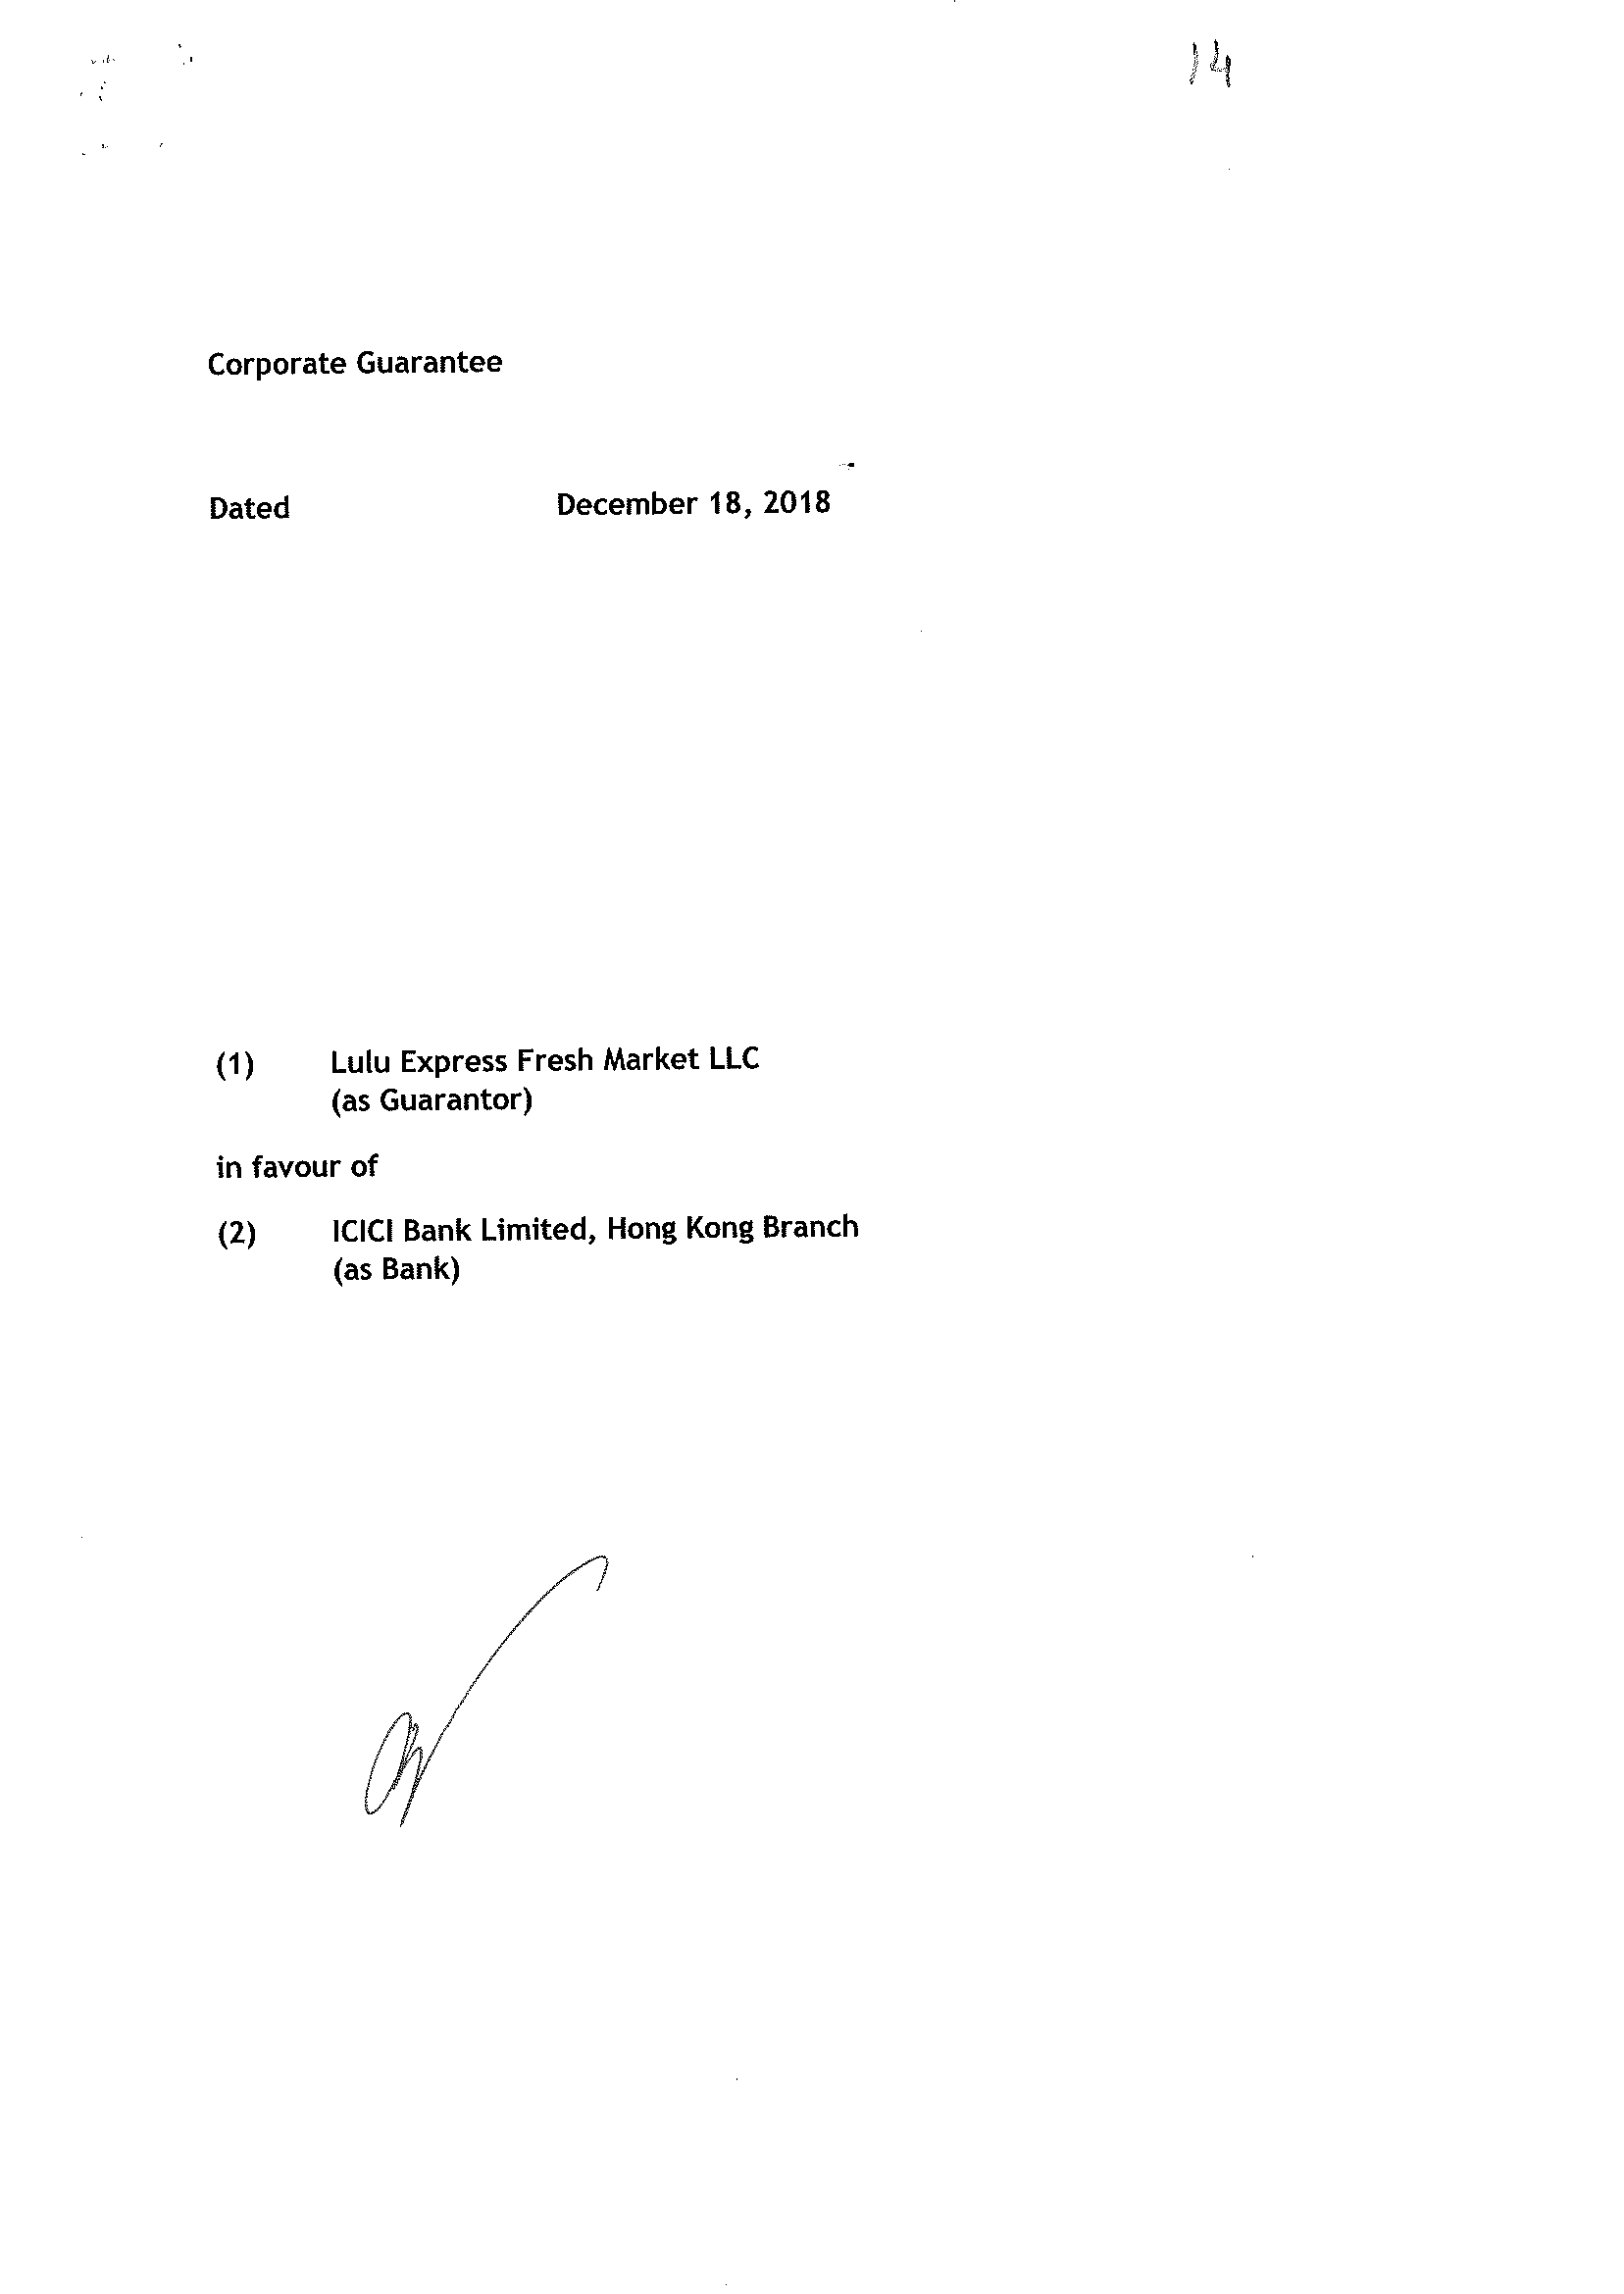 14
Corporate Guarantee
Dated December 18, 2018
(1) Lulu Express Fresh Market LLC
(as Guarantor)
in favour of
(2) ICICI Bank Limited, Hong Kong Branch
(as Bank)